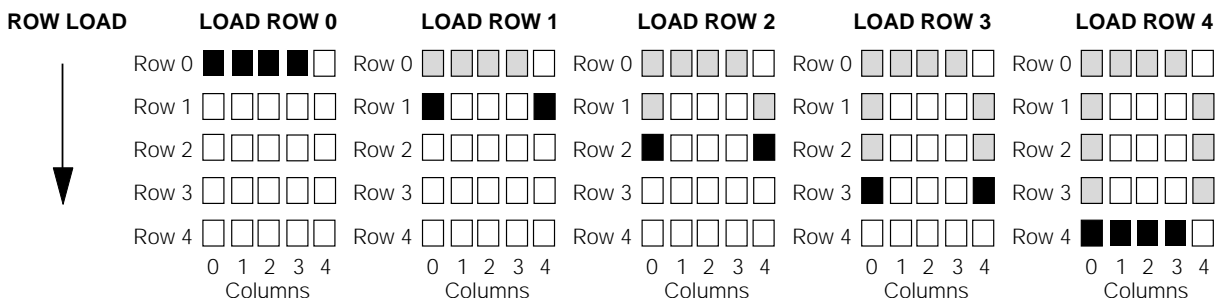 ROW LOAD LOAD ROW 0 LOAD ROW 1 LOAD ROW 2 LOAD ROW 3 LOAD ROW 4
Row 0 Row 0 Row 0 Row 0 Row 0
Row 1 Row 1 Row 1 Row 1 Row 1
Row 2 Row 2 Row 2 Row 2 Row 2
Row 3 Row 3 Row 3 Row 3 Row 3
Row 4 Row 4 Row 4 Row 4 Row 4
0 1 2 3 4 0 1 2 3 4 0 1 2 3 4 0 1 2 3 4 0 1 2 3 4
Columns Columns Columns Columns Columns